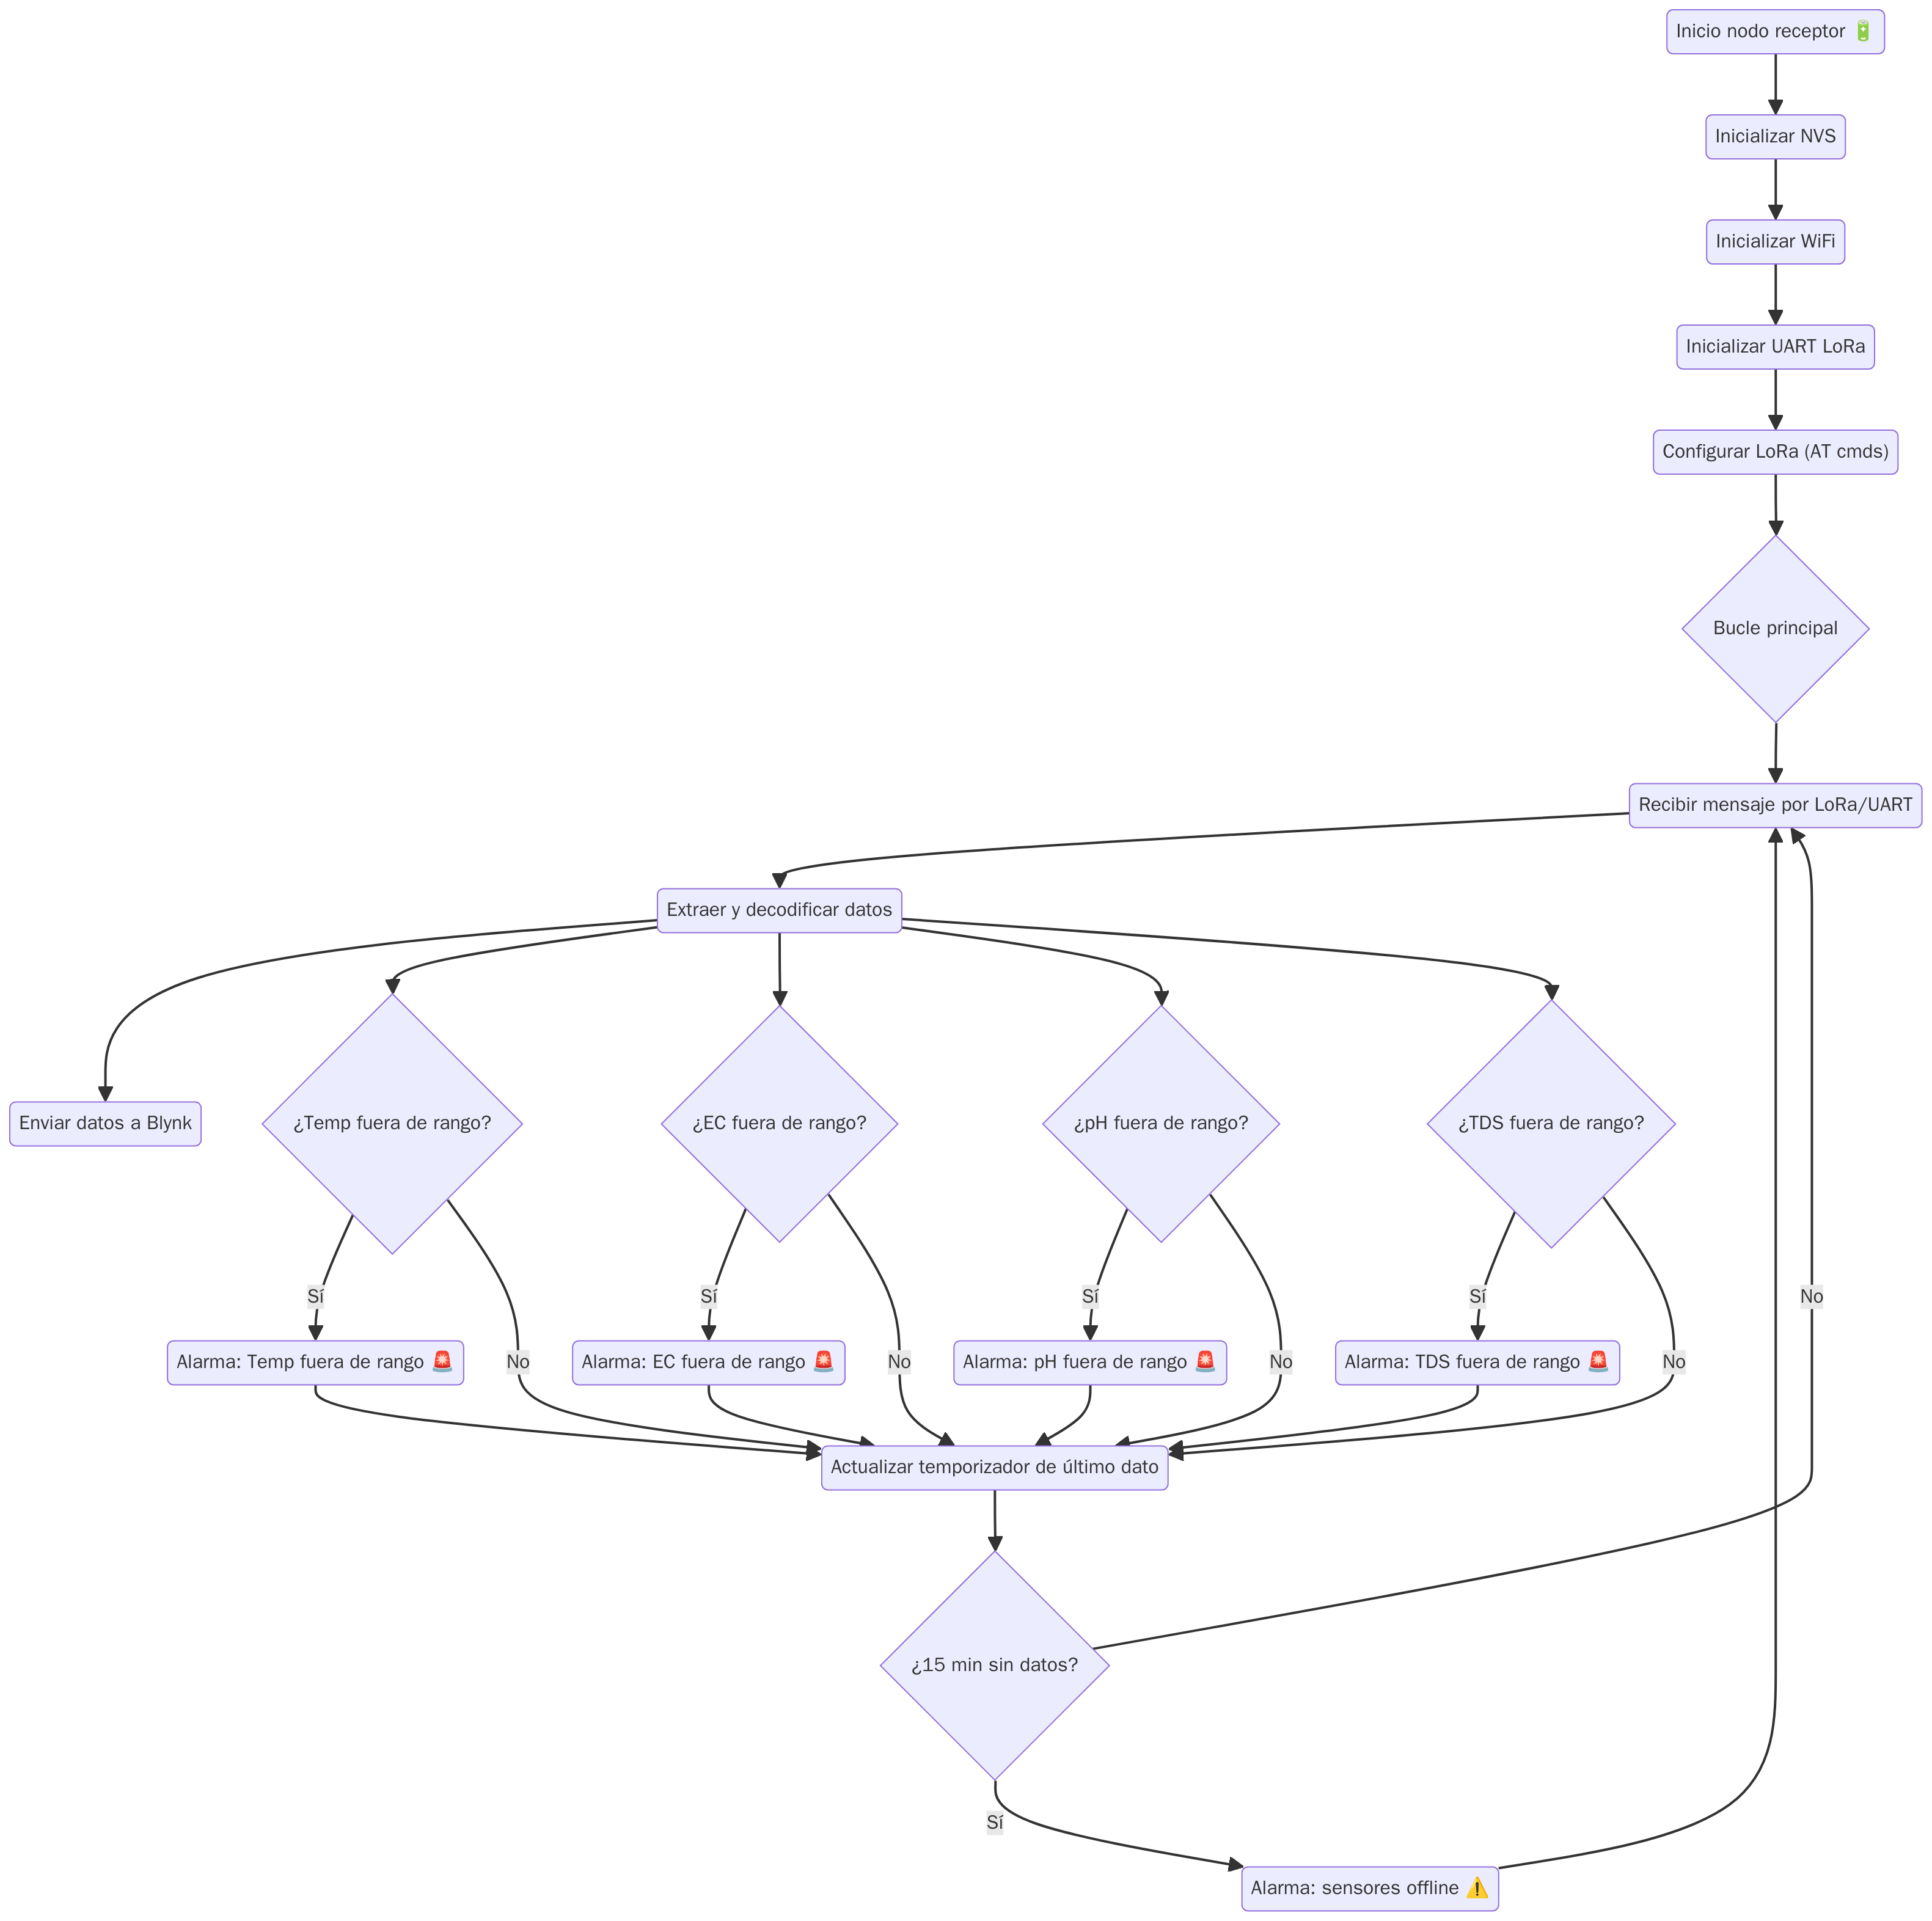 Inicio nodo receptor 🔋
Inicializar NVS
Inicializar WiFi
Inicializar UART LoRa
Configurar LoRa (AT cmds)
Bucle principal
Recibir mensaje por LoRa/UART
Extraer y decodificar datos
Enviar datos a Blynk
¿Temp fuera de rango?
¿EC fuera de rango?
¿pH fuera de rango?
¿TDS fuera de rango?
Sí
Sí
Sí
Sí
No
Alarma: Temp fuera de rango 🚨
No
Alarma: EC fuera de rango 🚨
No
Alarma: pH fuera de rango 🚨
No
Alarma: TDS fuera de rango 🚨
No
Actualizar temporizador de último dato
¿15 min sin datos?
Sí
Alarma: sensores offline ⚠️